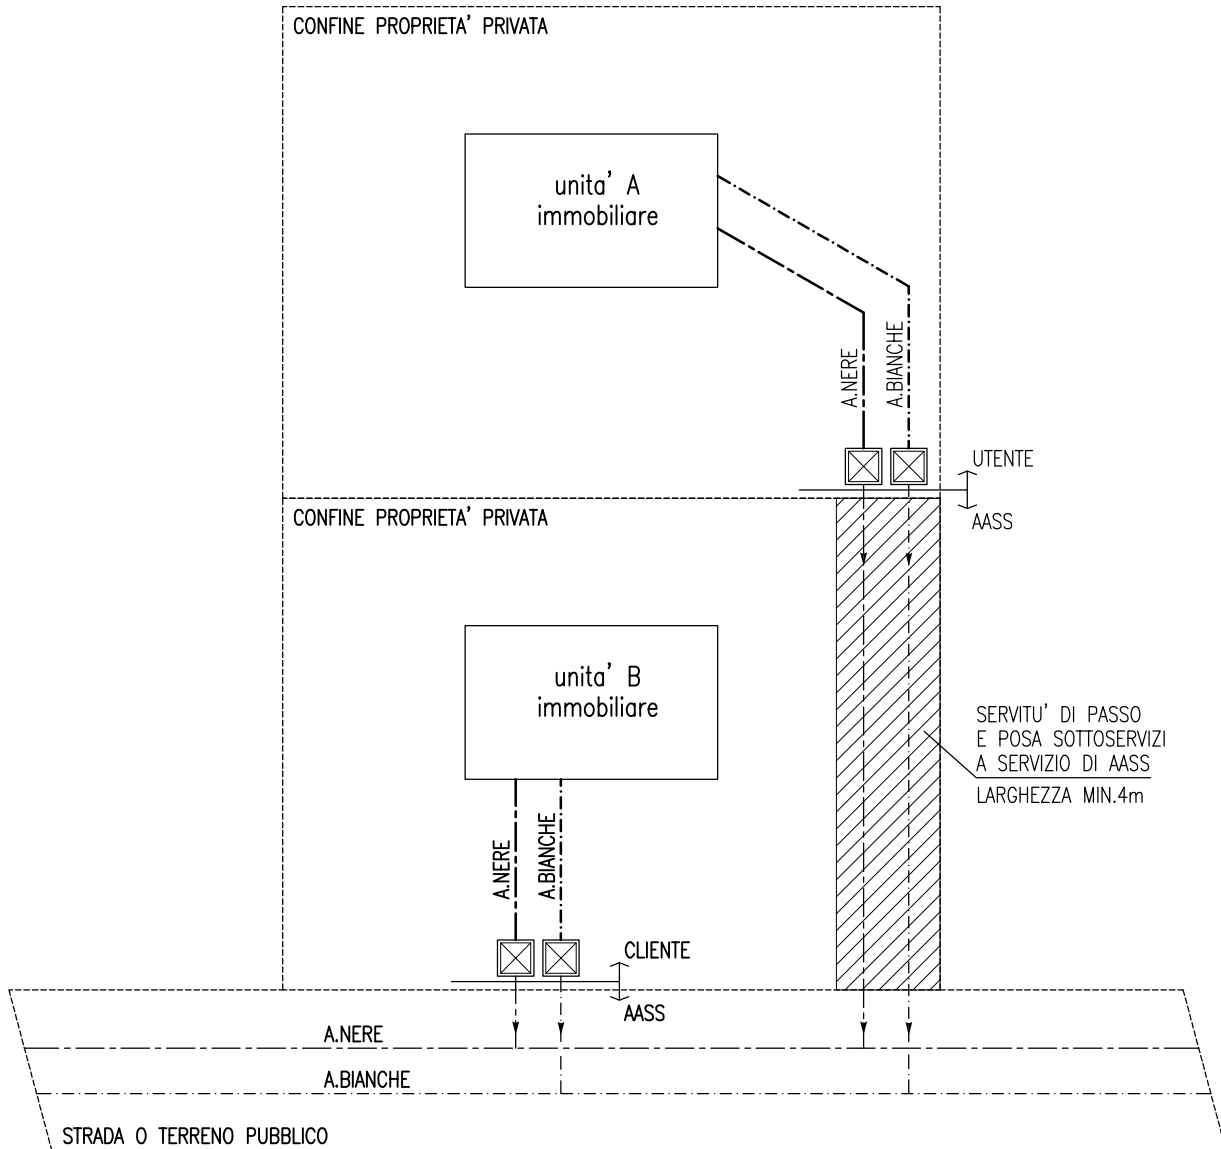 CONFINE PROPRIETA' PRIVATA
unita' A
immobiliare
A.NERE
A.BIANCHE
UTENTE
AASS
CONFINE PROPRIETA' PRIVATA
unita' B
immobiliare
SERVITU' DI PASSO
E POSA SOTTOSERVIZI
A SERVIZIO DI AASS
LARGHEZZA MIN.4m
A.NERE
A.BIANCHE
CLIENTE
AASS
A.NERE
A.BIANCHE
STRADA O TERRENO PUBBLICO